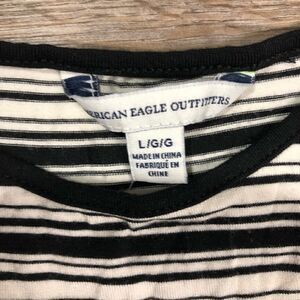 ERICAN EAGLE OUTFITTERS
L/G/G
MADE IN CHINA
FABRIQUÉ EN
CHINE